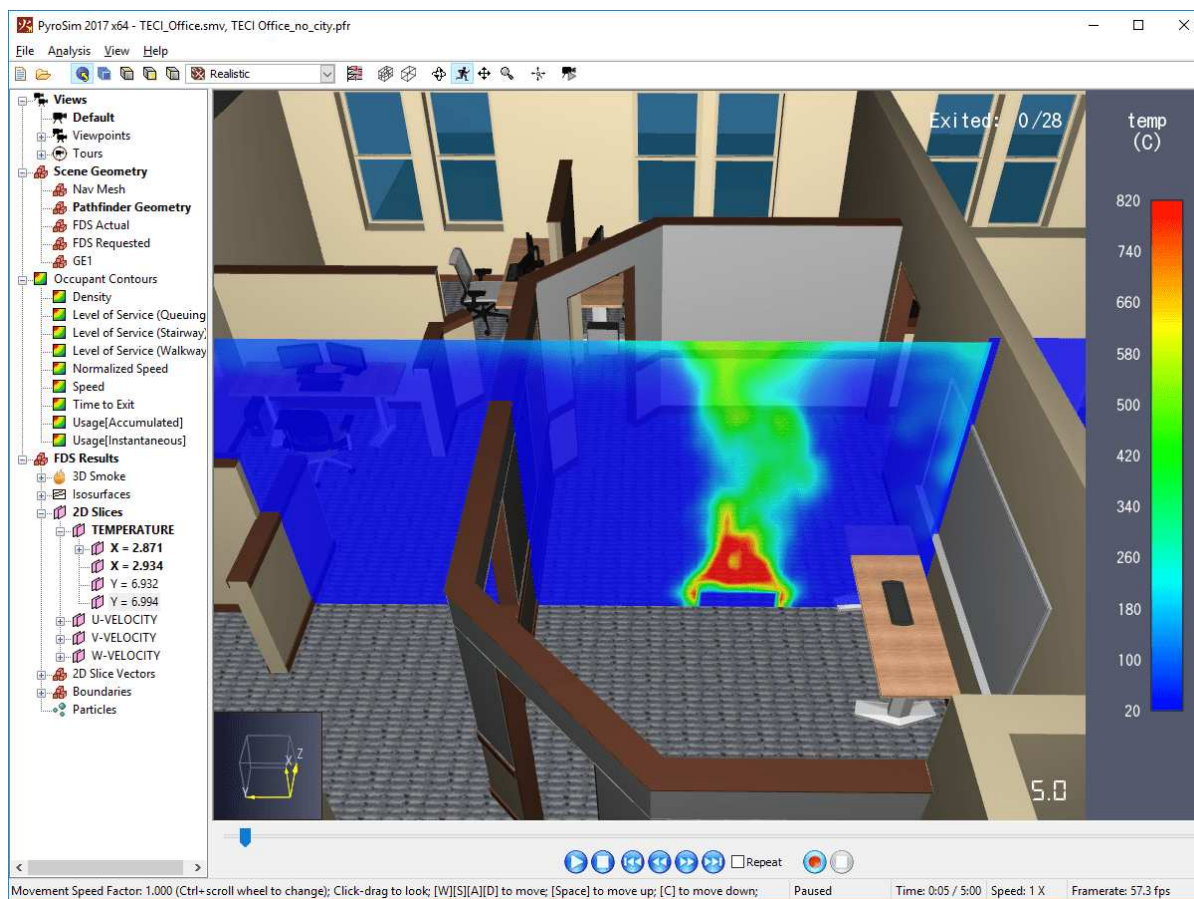 PyroSim 2017 x64 - TECI_Office.smv, TECI Office_no_city.pfr
File Analysis View Help
Realistic
Views
Default
Viewpoints
Tours
Scene Geometry
Nav Mesh
Pathfinder Geometry
FDS Actual
FDS Requested
GE1
Occupant Contours
Density
Level of Service (Queuing
Level of Service (Stairway)
Level of Service (Walkway
Normalized Speed
Speed
Time to Exit
Usage[Accumulated]
Usage[Instantaneous]
FDS Results
3D Smoke
Isosurfaces
2D Slices
TEMPERATURE
X = 2.871
X = 2.934
Y = 6.932
Y = 6.994
U-VELOCITY
V-VELOCITY
W-VELOCITY
2D Slice Vectors
Boundaries
Particles
Exited: 0/28
temp
(C)
820
740
660
580
500
420
340
260
180
100
20
X Z
Y
5.0
Repeat
Movement Speed Factor: 1.000 (Ctrl+scroll wheel to change); Click-drag to look; [W][S][A][D] to move; [Space] to move up; [C] to move down; Paused Time: 0:05 / 5:00 Speed: 1 X Framerate: 57.3 fps